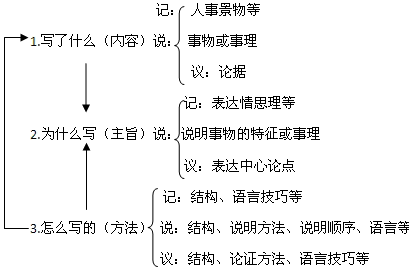 记：人事景物等
1.写了什么（内容）说：事物或事理
议：论据
记：表达情思理等
2.为什么写（主旨）说：说明事物的特征或事理
议：表达中心论点
记：结构、语言技巧等
3.怎么写的（方法）说：结构、说明方法、说明顺序、语言等
议：结构、论证方法、语言技巧等